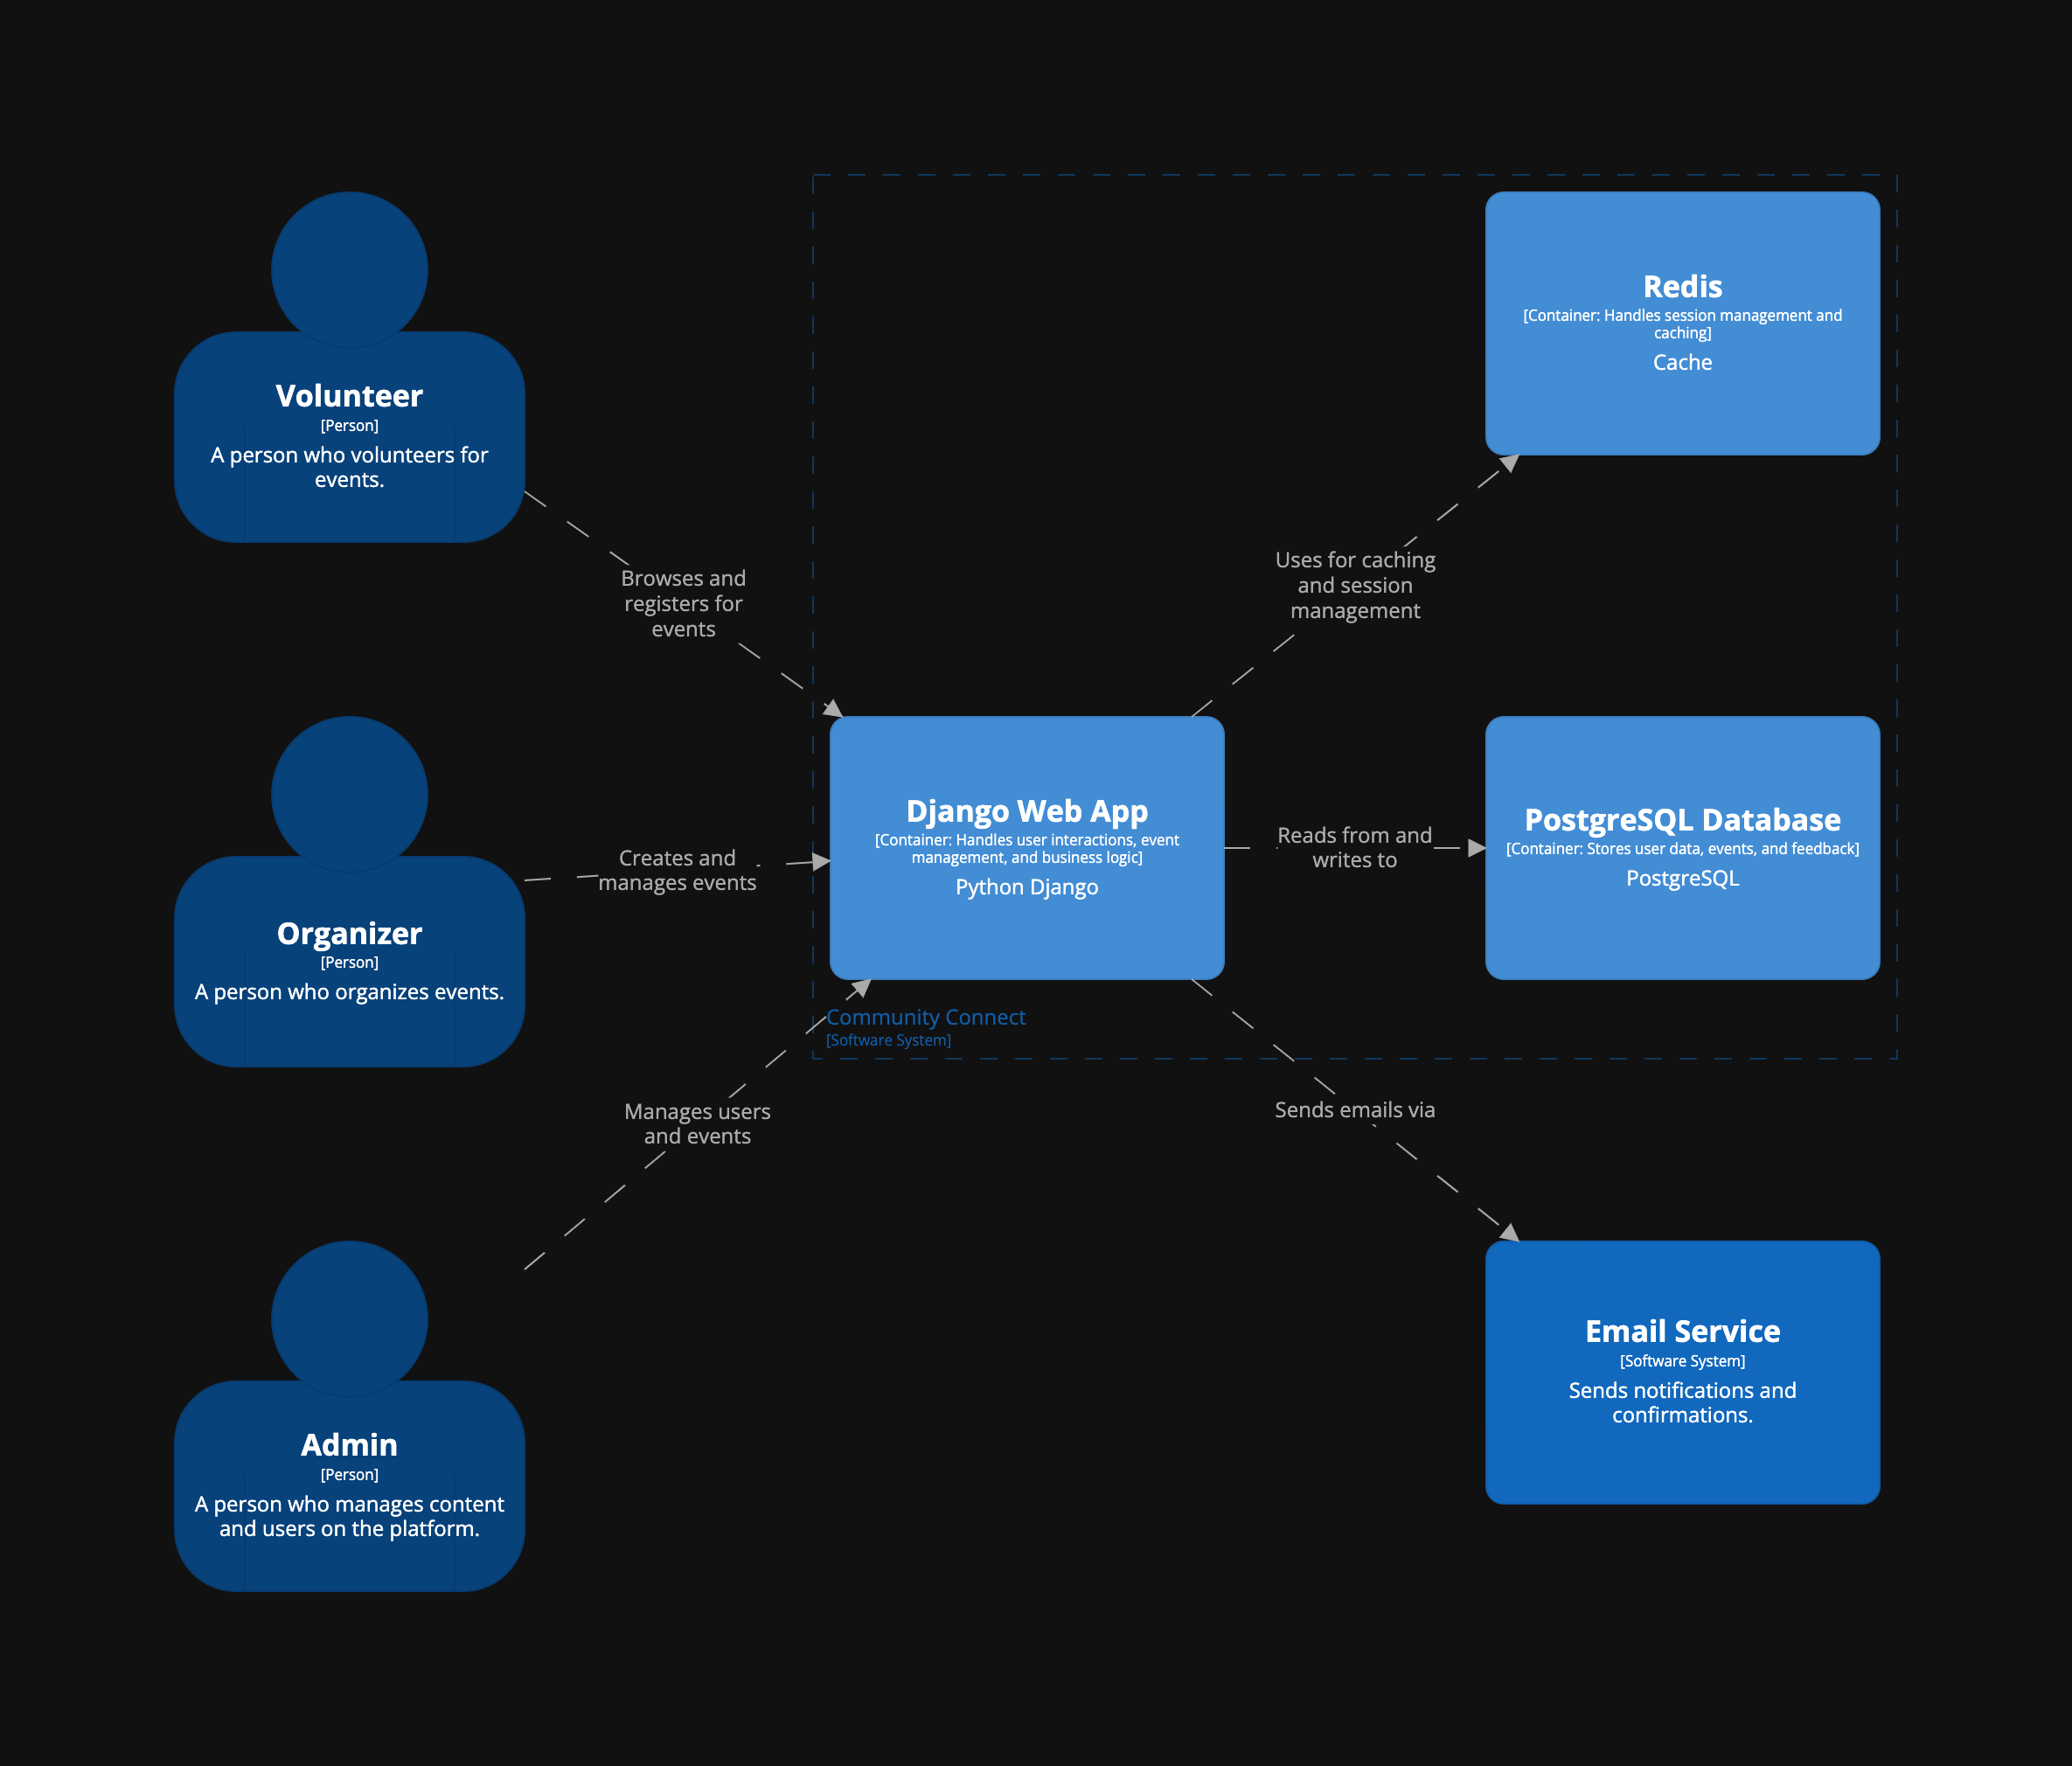 Volunteer
[Person]
A person who volunteers for
events.
Browses and
registers for
events
Organizer
[Person]
A person who organizes events.
Creates and
manages events
Admin
[Person]
A person who manages content
and users on the platform.
Manages users
and events
Django Web App
[Container: Handles user interactions, event
management, and business logic]
Python Django
Community Connect
[Software System]
Uses for caching
and session
management
Redis
[Container: Handles session management and
caching]
Cache
Reads from and
writes to
PostgreSQL Database
[Container: Stores user data, events, and feedback]
PostgreSQL
Sends emails via
Email Service
[Software System]
Sends notifications and
confirmations.